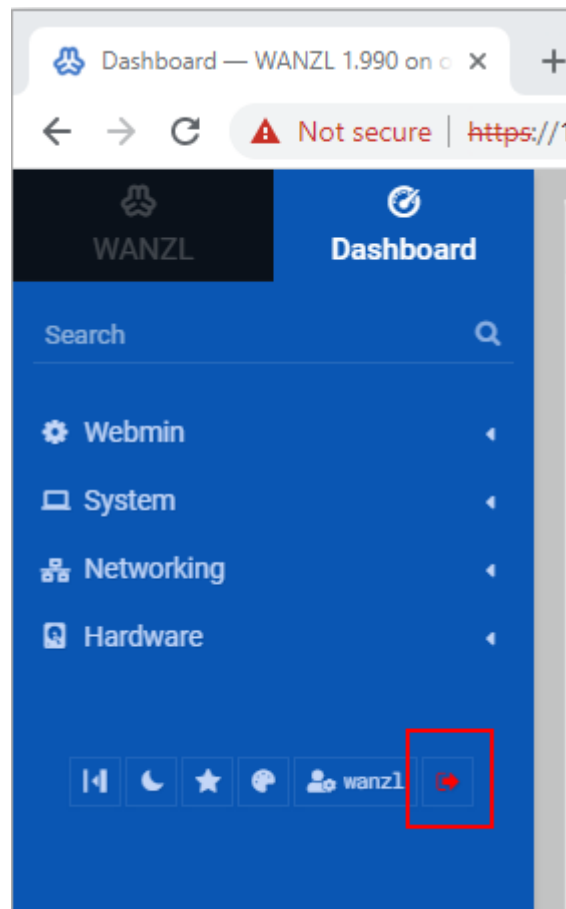 Dashboard — WANZL 1.990 on
Not secure | https://
WANZL
Dashboard
Search
Webmin
System
Networking
Hardware
wanzl